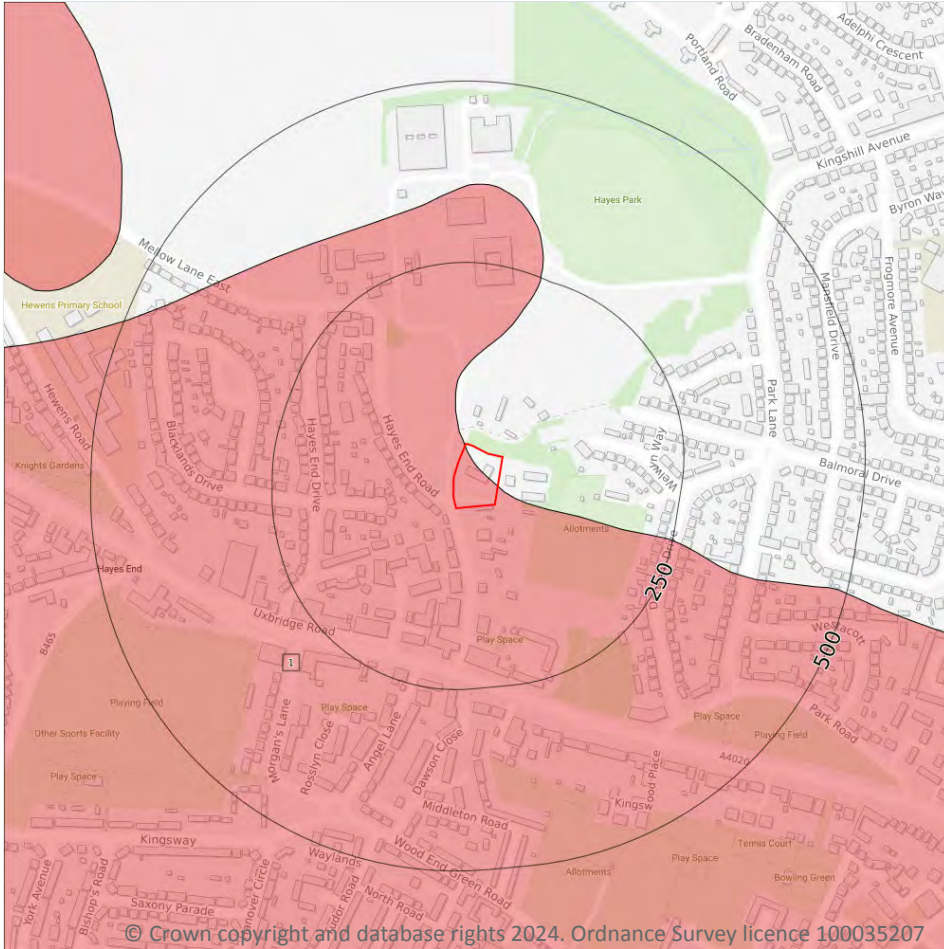 Adelphi Crescent
Portland Road
Bradenham Road
Kingshill Avenue
Hayes Park
Byron Way
Mellow Lane East
Frogmore Avenue
Mansfield Drive
Hewens Primary School
Hewens Road
Blacklands Drive
Hayes End Drive
Hayes End Road
Park Lane
Welwyn Way
Balmoral Drive
Knights Gardens
Allotments
Drive
250
Hayes End
Uxbridge Road
Play Space
Westacott
500
B465
1
Playing Field
Play Space
Morgan's Lane
Rosslyn Close
Angel Lane
Dawson Close
Play Space
Park Road
Playing Field
Other Sports Facility
A4020
Play Space
Middleton Road
Kingswood Place
Kingsway
Waylands
Wood End Green Road
Tennis Court
Play Space
Allotments
Bowling Green
York Avenue
Bishop's Road
Saxony Parade
North Road
© Crown copyright and database rights 2024. Ordnance Survey licence 100035207